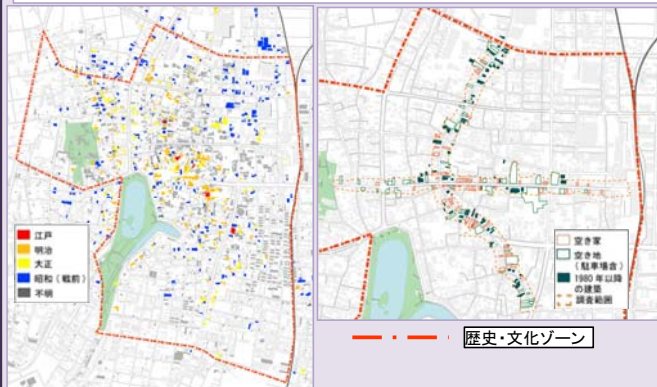 江戸
明治
大正
昭和(戦前)
不明
空き家
空き地
(駐車場含)
1980年以降
の建築
調査範囲
歴史・文化ゾーン